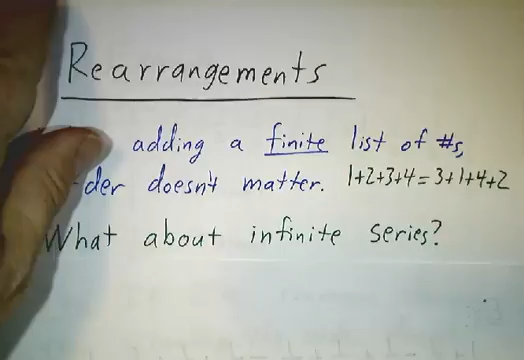 Rearrangements
adding a finite list of #s,
-der doesn't matter. 1+2+3+4=3+1+4+2
What about infinite series?